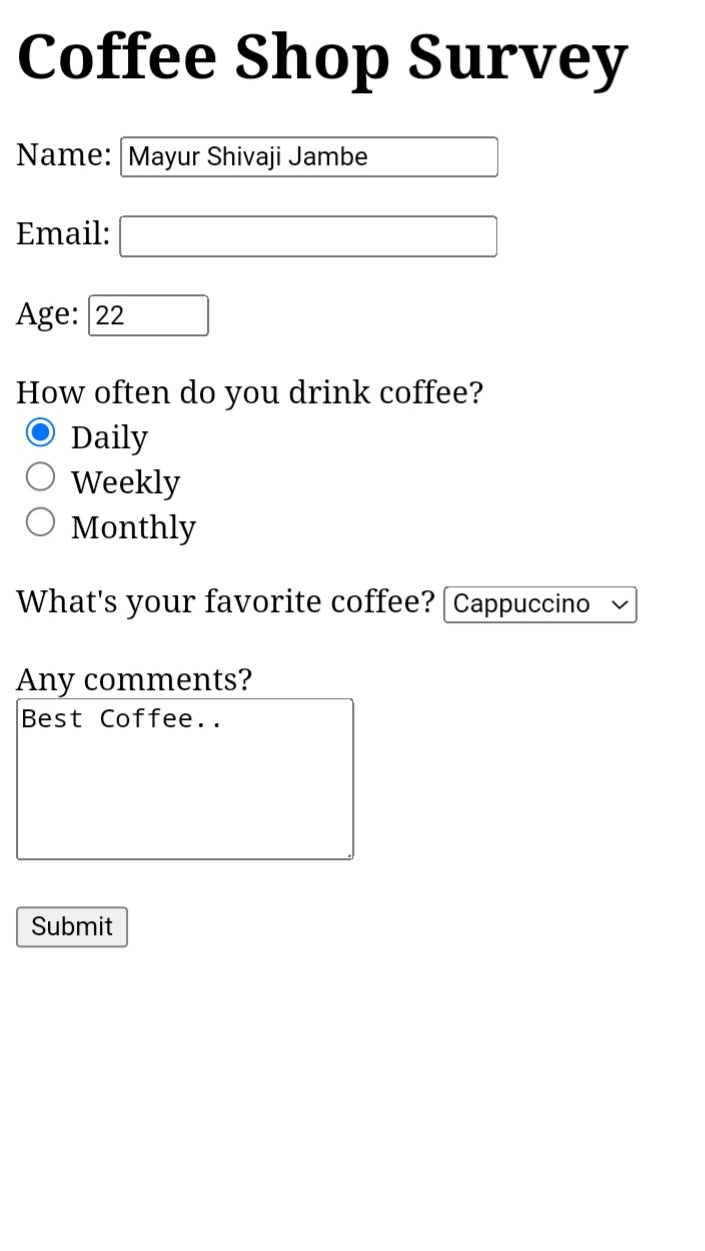 Coffee Shop Survey
Name: Mayur Shivaji Jambe
Email:
Age: 22
How often do you drink coffee?
Daily
Weekly
Monthly
What's your favorite coffee? Cappuccino
Any comments?
Best Coffee..
Submit